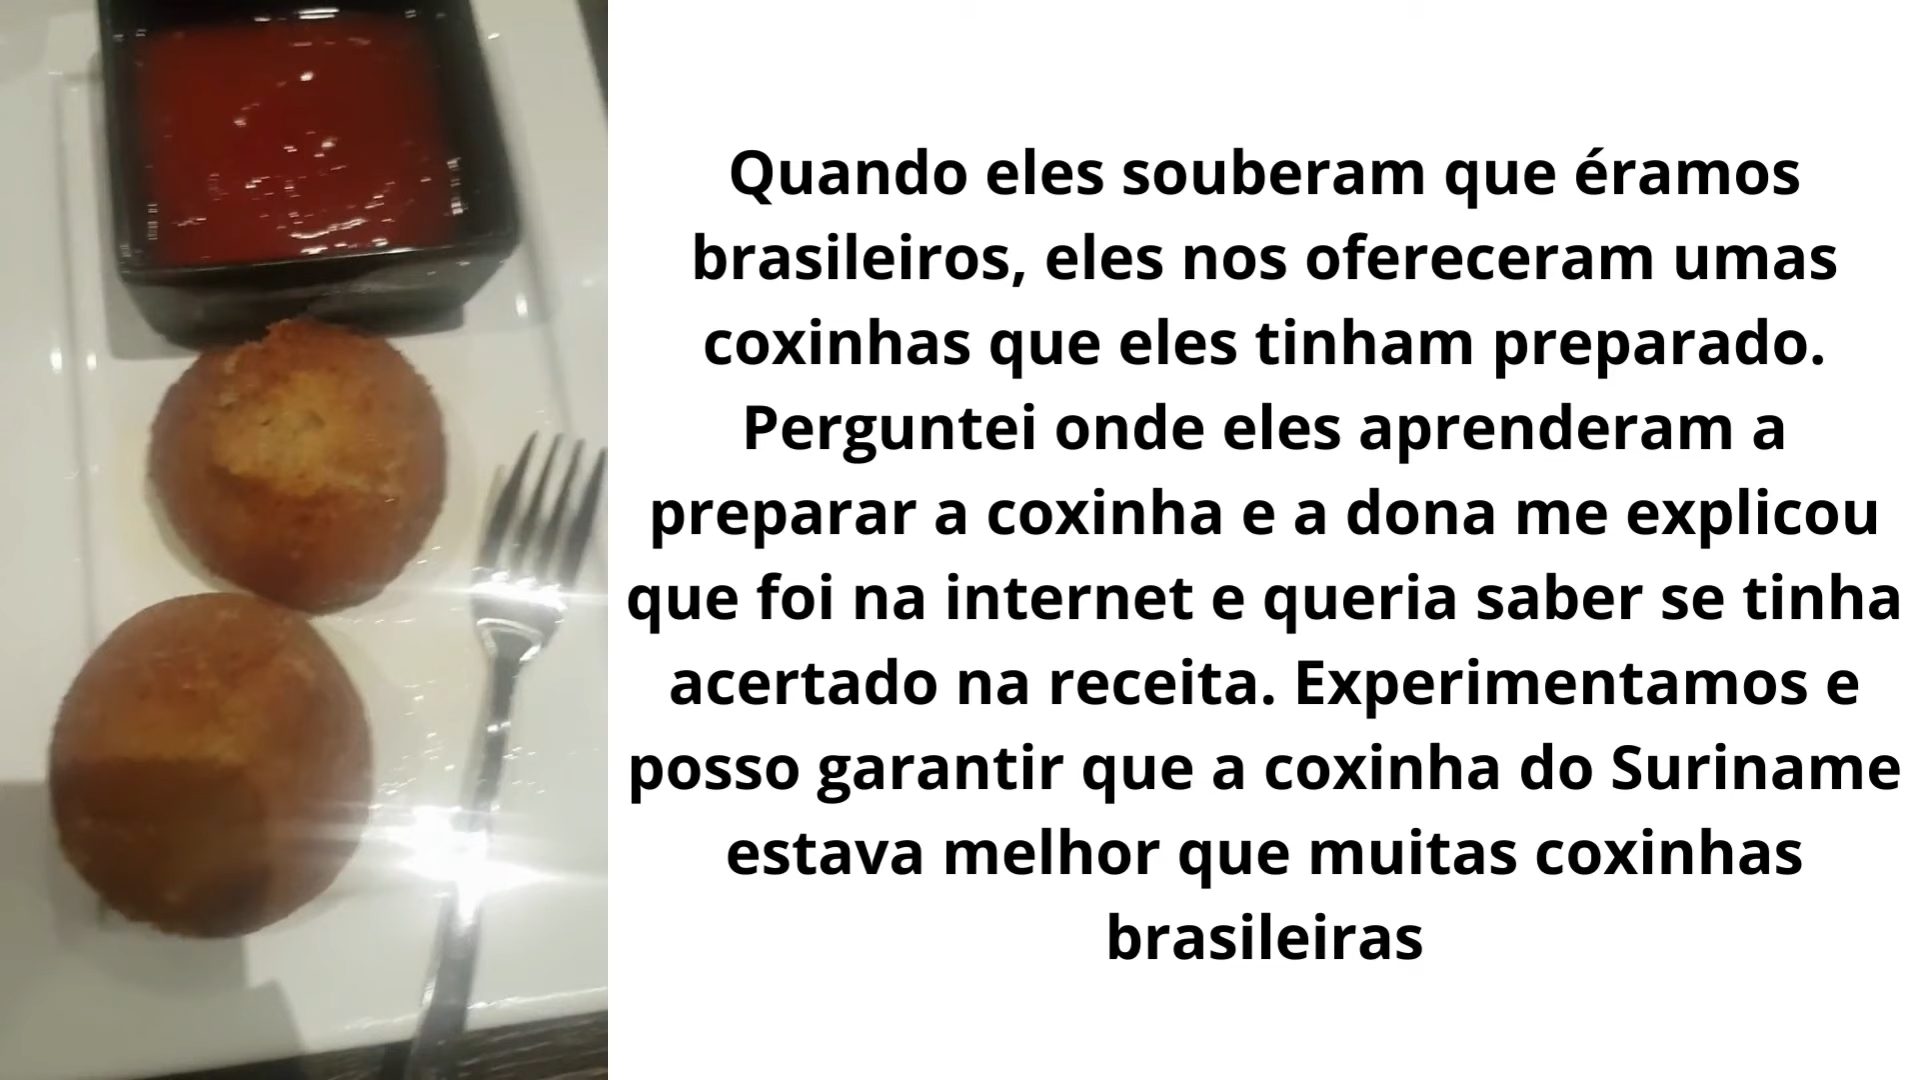 Quando eles souberam que éramos
brasileiros, eles nos ofereceram umas
coxinhas que eles tinham preparado.
Perguntei onde eles aprenderam a
preparar a coxinha e a dona me explicou
que foi na internet e queria saber se tinha
acertado na receita. Experimentamos e
posso garantir que a coxinha do Suriname
estava melhor que muitas coxinhas
brasileiras